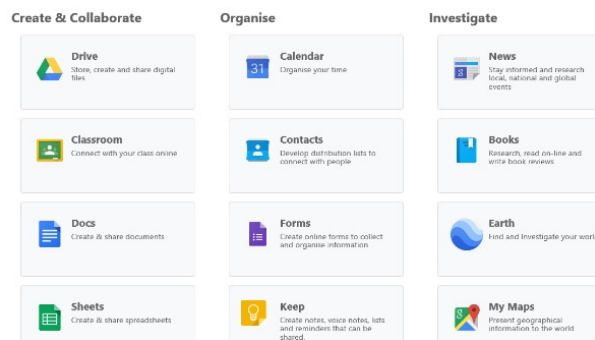 Create & Collaborate
Drive
Store, create and share digital
files
Classroom
Connect with your class online
Docs
Create & share documents
Sheets
Create & share spreadsheets
Organise
31
Calendar
Organise your time
Contacts
Develop distribution lists to
connect with people
Forms
Create online forms to collect
and organise information
Keep
Create notes, voice notes, lists
and reminders that can be
shared.
Investigate
News
Stay informed and research
local, national and global
events
Books
Research, read on-line and
write book reviews
Earth
Find and Investigate your
My Maps
Present geographical
information to the world